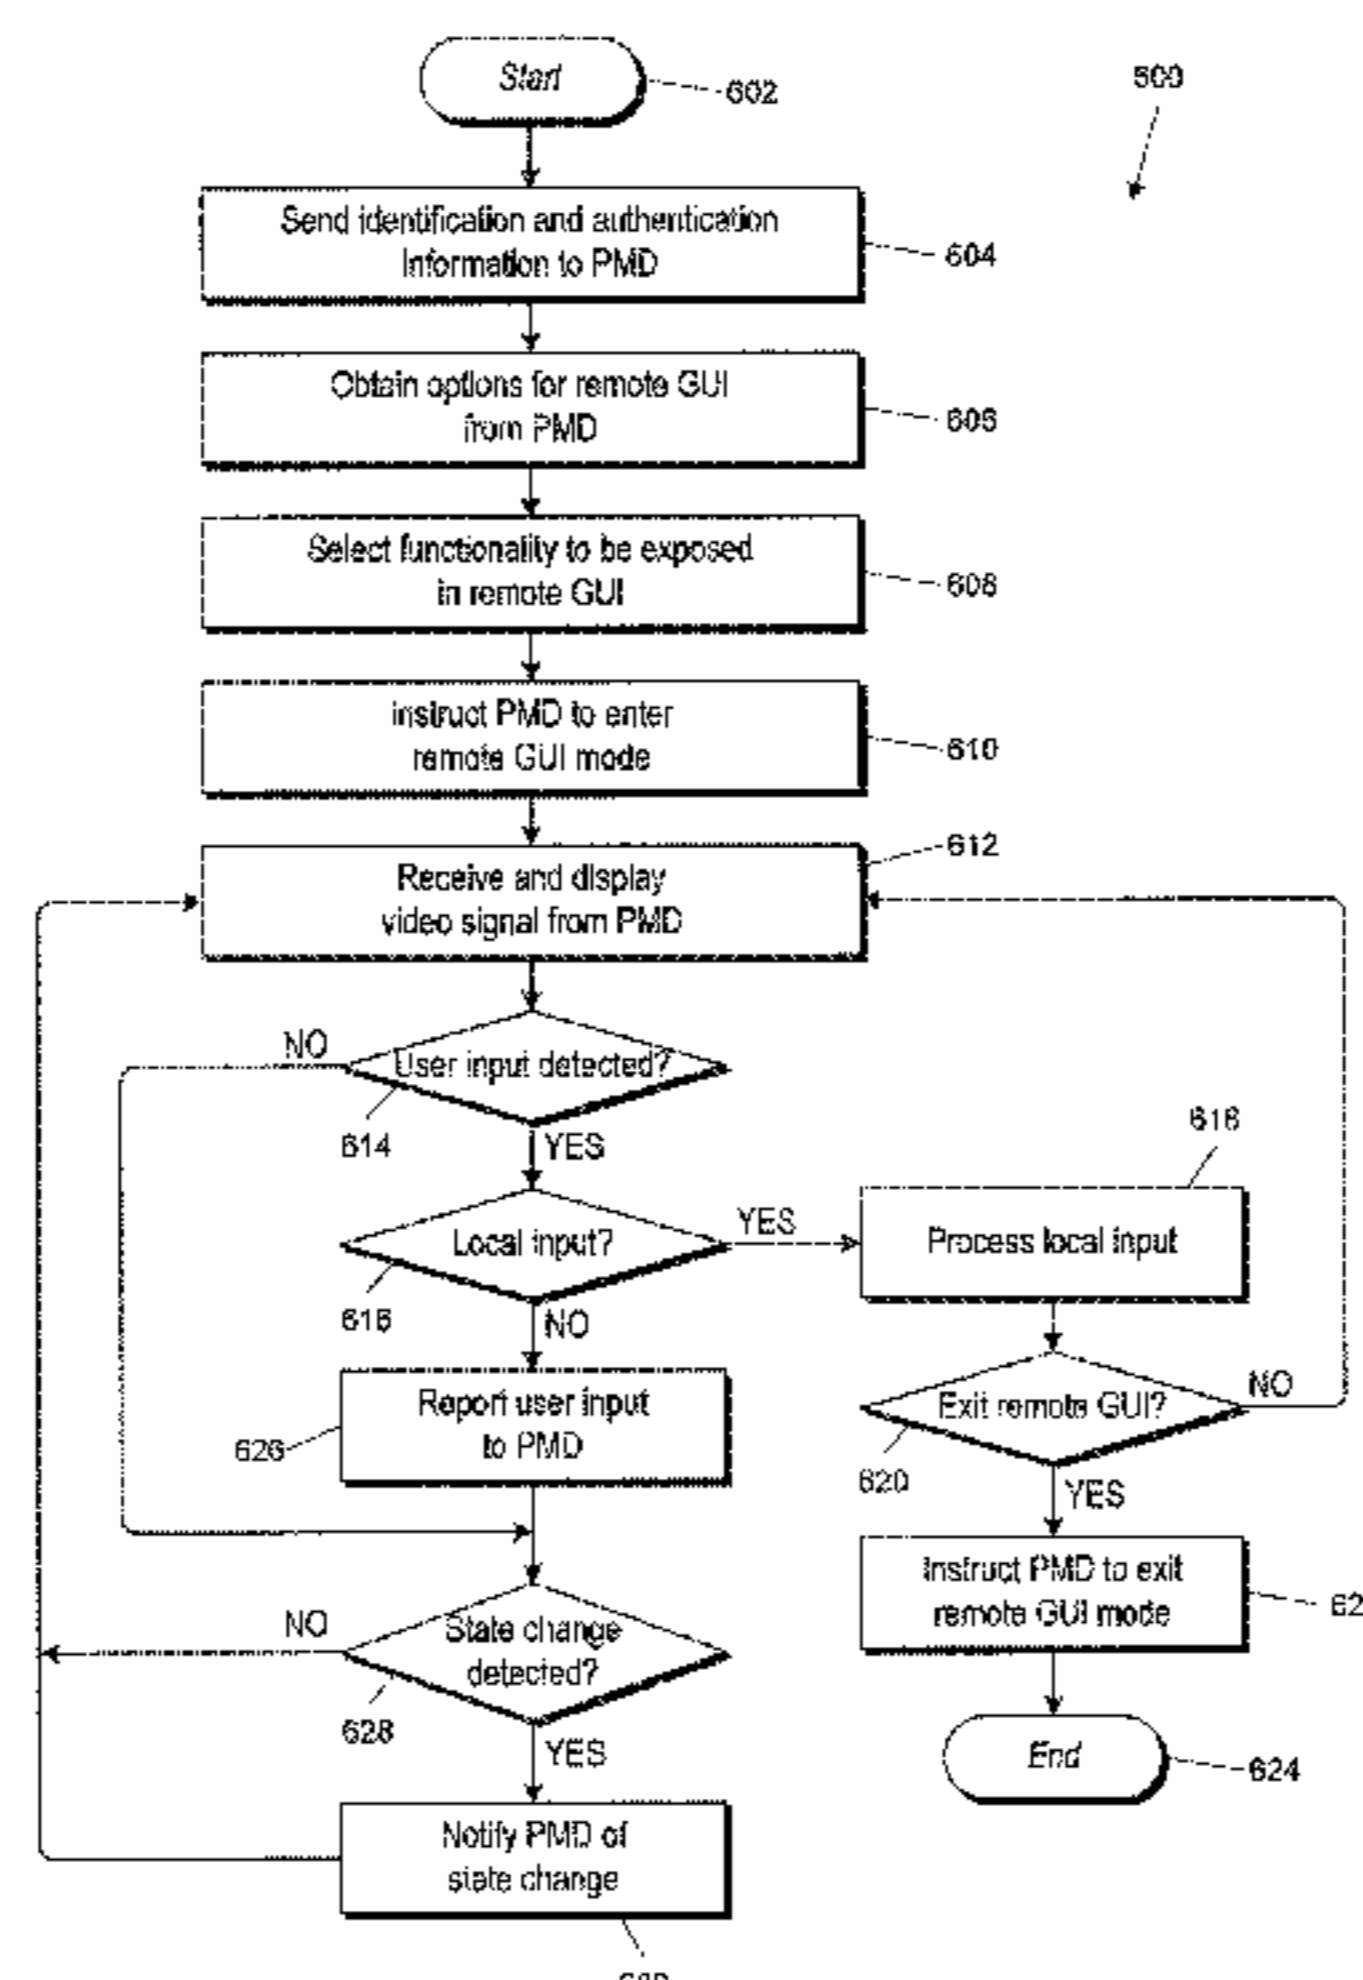 Start
602
600
Send identification and authentication
Information to PMD
604
Obtain options for remote GUI
from PMD
606
Select functionality to be exposed
in remote GUI
608
Instruct PMD to enter
remote GUI mode
610
Receive and display
video signal from PMD
612
NO
User input detected?
614
YES
Local input?
616
YES
NO
618
Process local input
Report user input
to PMD
626
Exit remote GUI?
NO
620
YES
Instruct PMD to exit
remote GUI mode
62
NO
State change
detected?
628
YES
End
624
Notify PMD of
state change